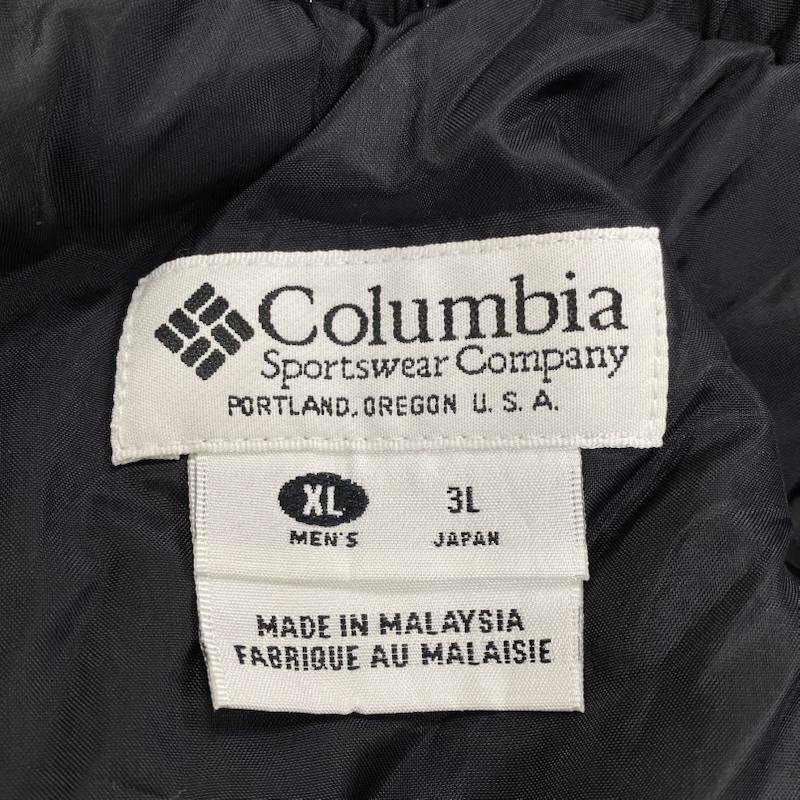 Columbia
Sportswear Company
PORTLAND, OREGON U.S.A.
XL 3L
MEN'S JAPAN
MADE IN MALAYSIA
FABRIQUE AU MALAISIE